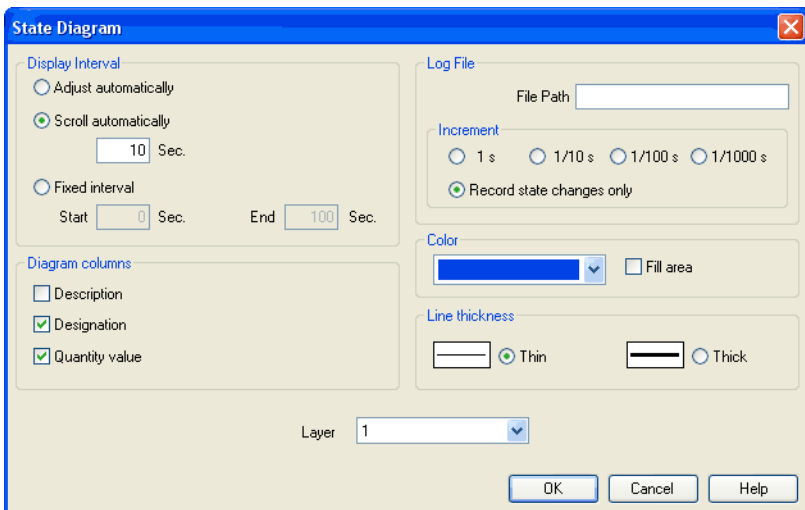 State Diagram
Display Interval
Adjust automatically
Scroll automatically
10 Sec.
Fixed interval
Start 0 Sec. End 100 Sec.
Diagram columns
Description
Designation
Quantity value
Log File
File Path
Increment
1 s 1/10 s 1/100 s 1/1000 s
Record state changes only
Color
Fill area
Line thickness
Thin Thick
Layer 1
OK Cancel Help